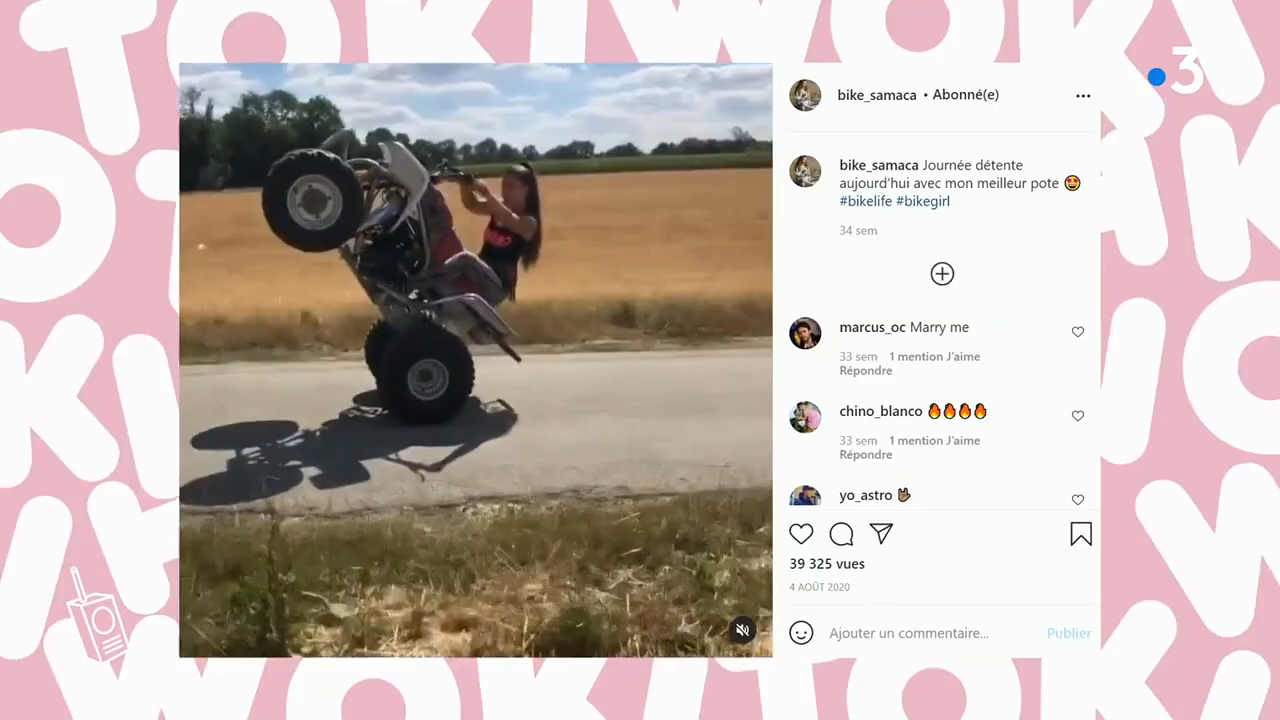 TOKIWOKI
3
bike_samaca • Abonné(e)
bike_samaca Journée détente
aujourd'hui avec mon meilleur pote 🤩
#bikelife #bikegirl
34 sem
marcus_oc Marry me
33 sem 1 mention J'aime
Répondre
chino_blanco 🔥🔥🔥🔥
33 sem 1 mention J'aime
Répondre
yo_astro 🤟🏾
39 325 vues
4 AOÛT 2020
Ajouter un commentaire... Publier
WOKITOKI